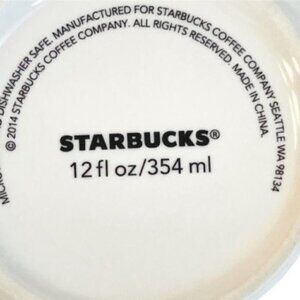 DISHWASHER SAFE. MANUFACTURED FOR STARBUCKS COFFEE COMPANY SEATTLE WA 98134
© 2014 STARBUCKS COFFEE COMPANY. ALL RIGHTS RESERVED. MADE IN CHINA.
STARBUCKS®
12 fl oz/354 ml